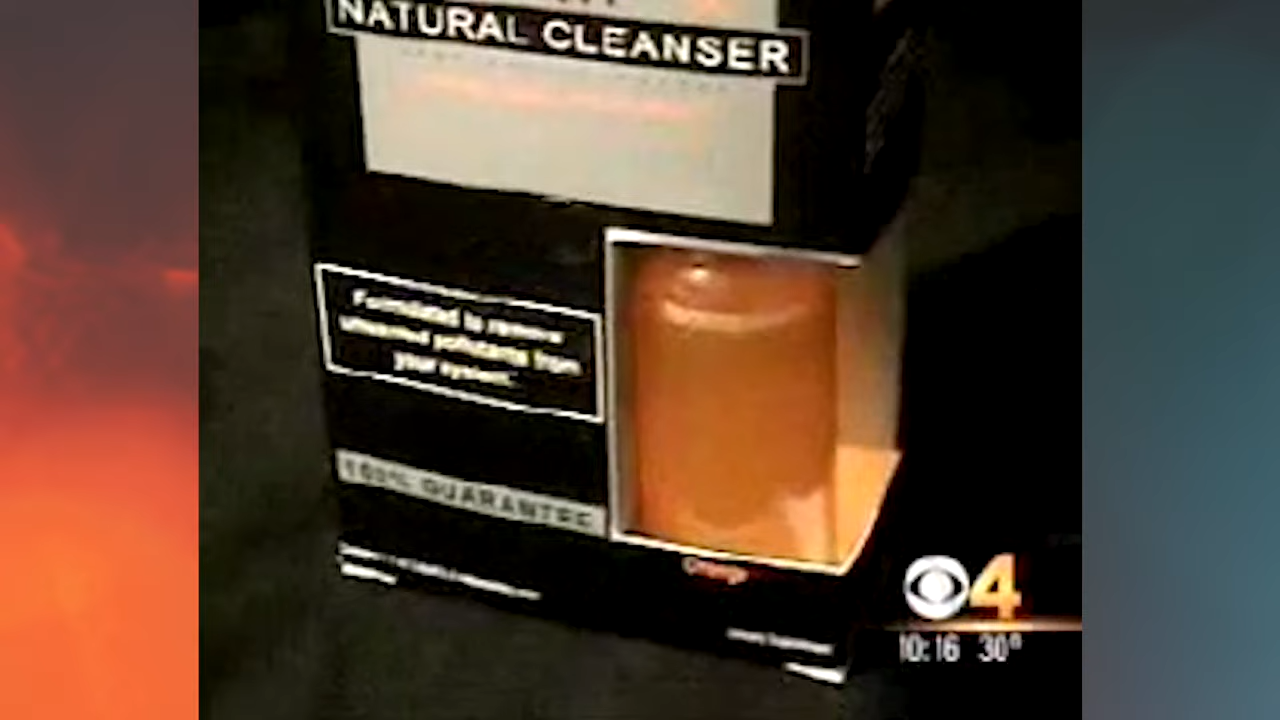 NATURAL CLEANSER
Formulated to remove
unwanted pollutants from
your system.
100% GUARANTEE
Orange
4
10:16 30°